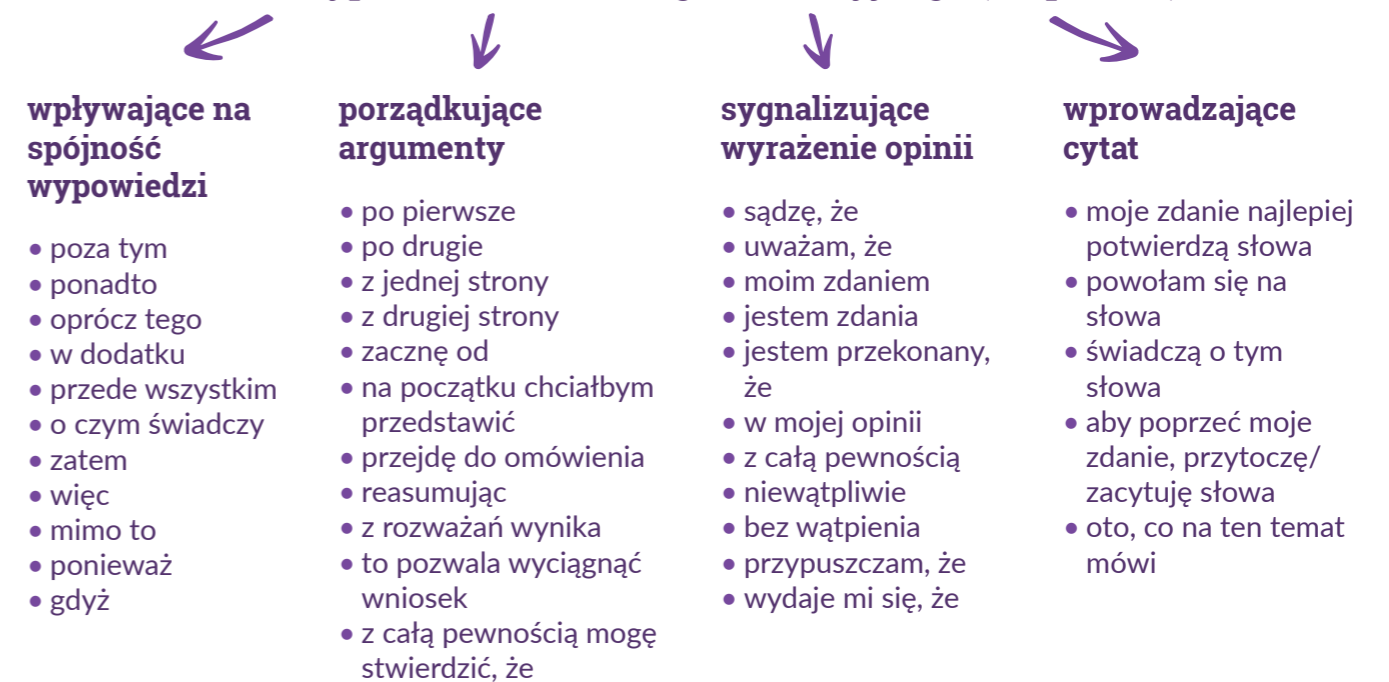 wpływające na
spójność
wypowiedzi
• poza tym
• ponadto
• oprócz tego
• w dodatku
• przede wszystkim
• o czym świadczy
• zatem
• więc
• mimo to
• ponieważ
• gdyż
porządkujące
argumenty
• po pierwsze
• po drugie
• z jednej strony
• z drugiej strony
• zacznę od
• na początku chciałbym
przedstawić
• przejdę do omówienia
• reasumując
• z rozważań wynika
• to pozwala wyciągnąć
wniosek
• z całą pewnością mogę
stwierdzić, że
sygnalizujące
wyrażenie opinii
• sądzę, że
• uważam, że
• moim zdaniem
• jestem zdania
• jestem przekonany,
że
• w mojej opinii
• z całą pewnością
• niewątpliwie
• bez wątpienia
• przypuszczam, że
• wydaje mi się, że
wprowadzające
cytat
• moje zdanie najlepiej
potwierdzą słowa
• powołam się na
słowa
• świadczą o tym
słowa
• aby poprzeć moje
zdanie, przytoczę/
zacytuję słowa
• oto, co na ten temat
mówi